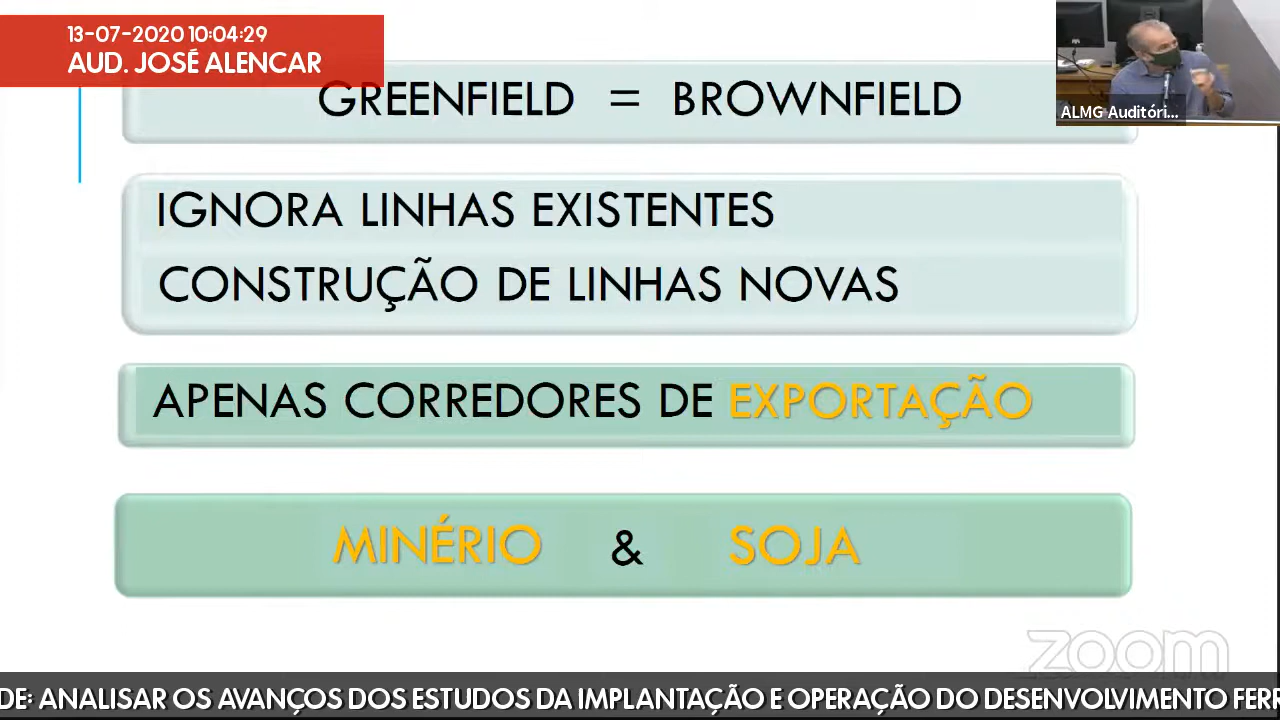 13-07-2020 10:04:29
AUD. JOSÉ ALENCAR
ALMG Auditóri...
GREENFIELD = BROWNFIELD
IGNORA LINHAS EXISTENTES
CONSTRUÇÃO DE LINHAS NOVAS
APENAS CORREDORES DE EXPORTAÇÃO
MINÉRIO & SOJA
zoom
DE: ANALISAR OS AVANÇOS DOS ESTUDOS DA IMPLANTAÇÃO E OPERAÇÃO DO DESENVOLVIMENTO FERR